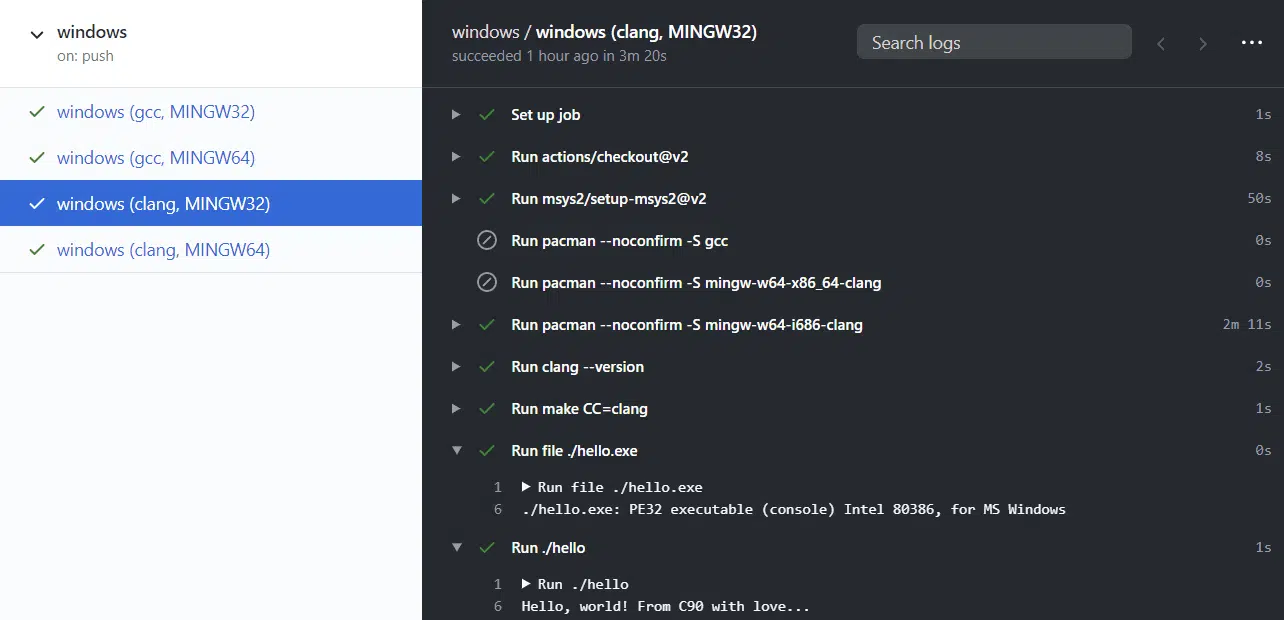 windows
on: push
windows (gcc, MINGW32)
windows (gcc, MINGW64)
windows (clang, MINGW32)
windows (clang, MINGW64)
windows / windows (clang, MINGW32)
succeeded 1 hour ago in 3m 20s
Search logs
Set up job 1s
Run actions/checkout@v2 8s
Run msys2/setup-msys2@v2 50s
Run pacman --noconfirm -S gcc 0s
Run pacman --noconfirm -S mingw-w64-x86_64-clang 0s
Run pacman --noconfirm -S mingw-w64-i686-clang 2m 11s
Run clang --version 2s
Run make CC=clang 1s
Run file ./hello.exe 0s
1 Run file ./hello.exe
6 ./hello.exe: PE32 executable (console) Intel 80386, for MS Windows
Run ./hello 1s
1 Run ./hello
6 Hello, world! From C90 with love...